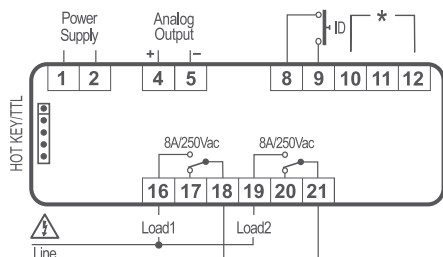 Power Supply
Analog Output
+ −
ID
*
1 2 4 5 8 9 10 11 12
HOT KEY/TTL
8A/250Vac 8A/250Vac
16 17 18 19 20 21
Load1 Load2
Line